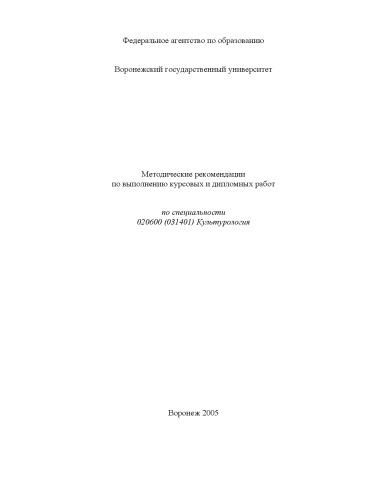 Федеральное агентство по образованию
Воронежский государственный университет
Методические рекомендации
по выполнению курсовых и дипломных работ
по специальности
020600 (031401) Культурология
Воронеж 2005